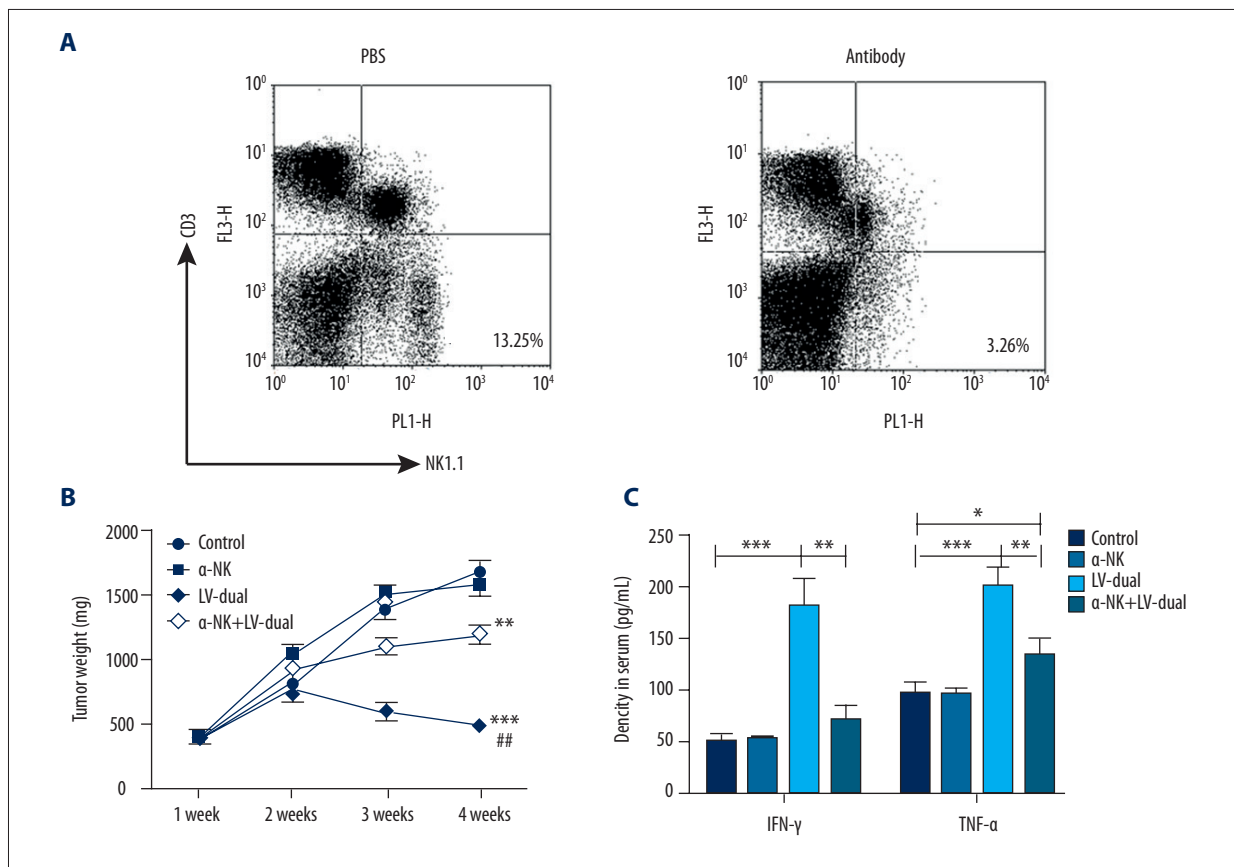 A
PBS
Antibody
10⁰
10¹
10²
10³
10⁴
FL3-H
CD3
13.25%
10⁰ 10¹ 10² 10³ 10⁴
PL1-H
NK1.1
10⁰
10¹
10²
10³
10⁴
FL3-H
3.26%
10⁰ 10¹ 10² 10³ 10⁴
PL1-H
B
2000
1500
1000
500
0
Tumor weight (mg)
Control
α-NK
LV-dual
α-NK+LV-dual
**
***
##
1 week 2 weeks 3 weeks 4 weeks
C
250
200
150
100
50
0
Dencity in serum (pg/mL)
*
*** ** *** **
Control
α-NK
LV-dual
α-NK+LV-dual
IFN-γ TNF-α